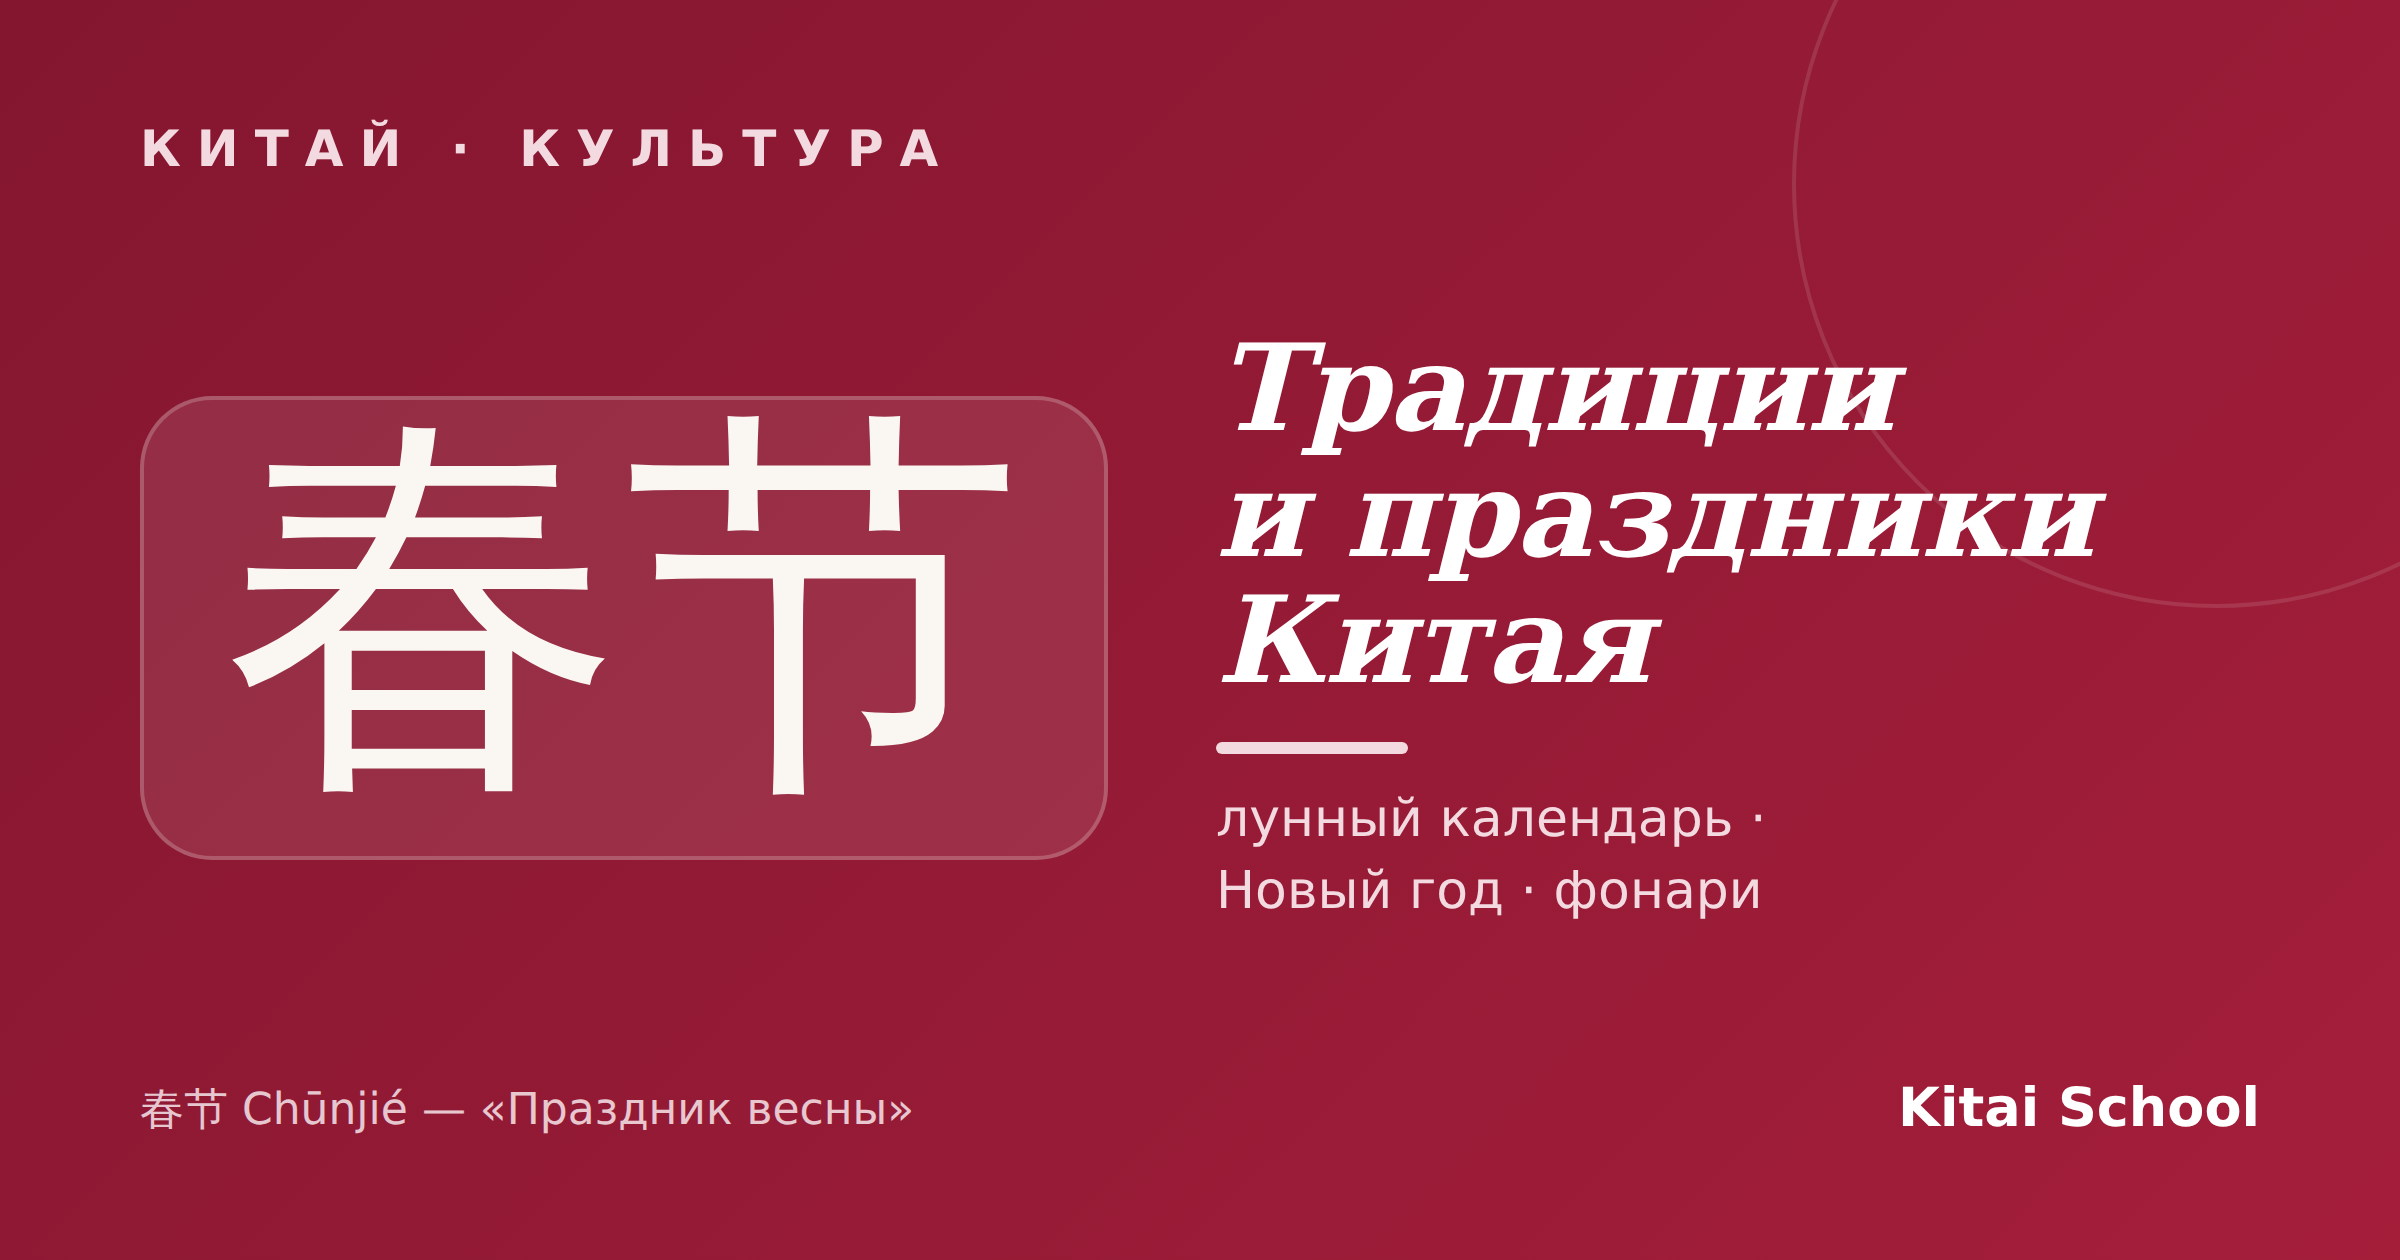 КИТАЙ · КУЛЬТУРА
春节
Традиции
и праздники
Китая
лунный календарь ·
Новый год · фонари
春节 Chūnjié — «Праздник весны»
Kitai School